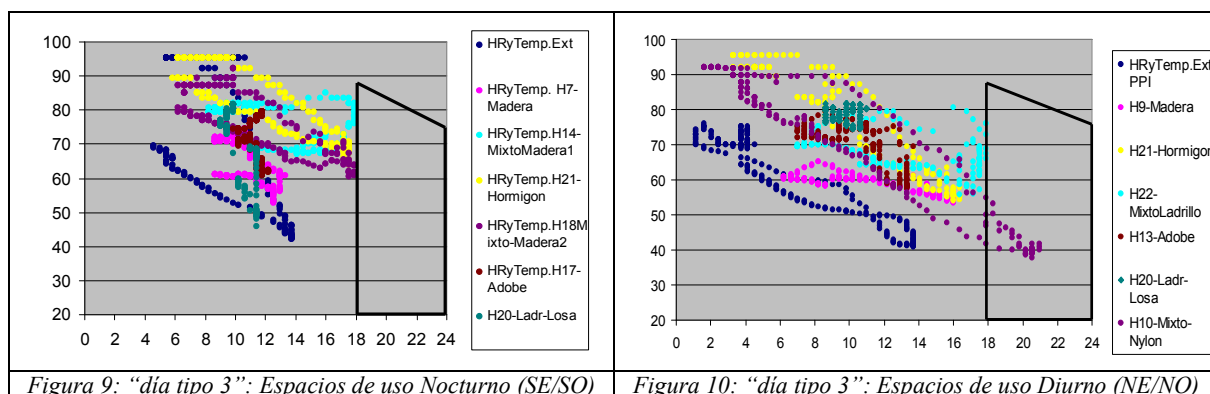 100
90
80
70
60
50
40
30
20
0 2 4 6 8 10 12 14 16 18 20 22 24
HRyTemp.Ext
HRyTemp. H7-
Madera
HRyTemp.H14-
MixtoMadera1
HRyTemp.H21-
Hormigon
HRyTemp.H18M
ixto-Madera2
HRyTemp.H17-
Adobe
H20-Ladr-Losa
Figura 9: “día tipo 3”: Espacios de uso Nocturno (SE/SO)
100
90
80
70
60
50
40
30
20
0 2 4 6 8 10 12 14 16 18 20 22 24
HRyTemp.Ext
PPI
H9-Madera
H21-Hormigon
H22-
MixtoLadrillo
H13-Adobe
H20-Ladr-
Losa
H10-Mixto-
Nylon
Figura 10: “día tipo 3”: Espacios de uso Diurno (NE/NO)